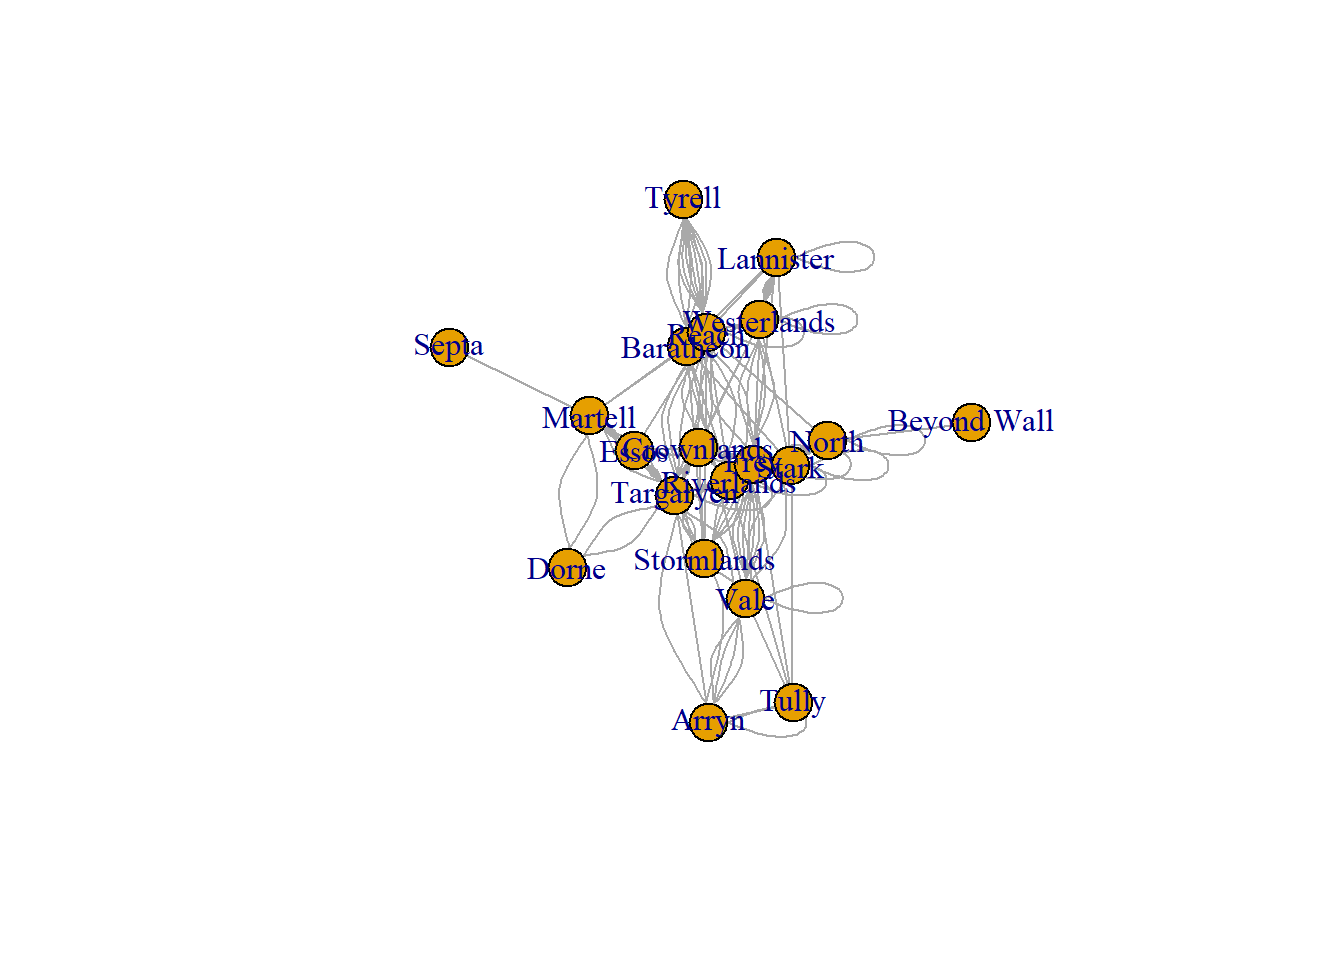 Tyrell
Lannister
Westerlands
Reach
Baratheon
Septa
Martell
Beyond Wall
North
Essos
Crownlands
Frey
Stark
Riverlands
Targaryen
Stormlands
Dorne
Vale
Tully
Arryn